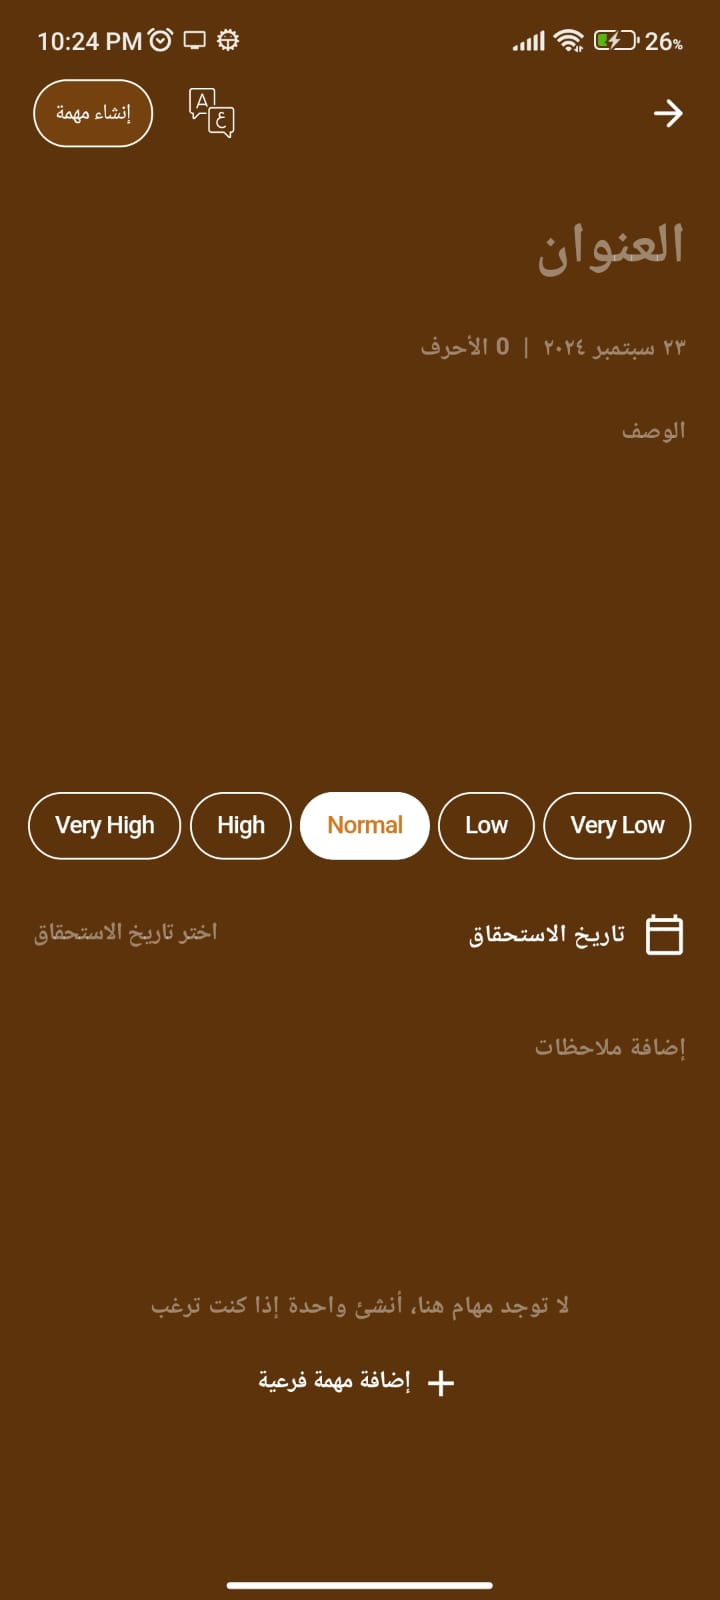 10:24 PM 26%
إنشاء مهمة
A ع
العنوان
٢٣ سبتمبر ٢٠٢٤ | 0 الأحرف
الوصف
Very High High Normal Low Very Low
تاريخ الاستحقاق اختر تاريخ الاستحقاق
إضافة ملاحظات
لا توجد مهام هنا، أنشئ واحدة إذا كنت ترغب
إضافة مهمة فرعية